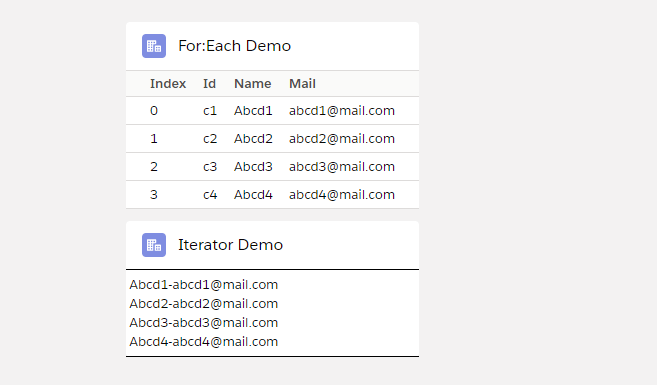 For:Each Demo
Index Id Name Mail
0 c1 Abcd1 abcd1@mail.com
1 c2 Abcd2 abcd2@mail.com
2 c3 Abcd3 abcd3@mail.com
3 c4 Abcd4 abcd4@mail.com
Iterator Demo
Abcd1-abcd1@mail.com
Abcd2-abcd2@mail.com
Abcd3-abcd3@mail.com
Abcd4-abcd4@mail.com